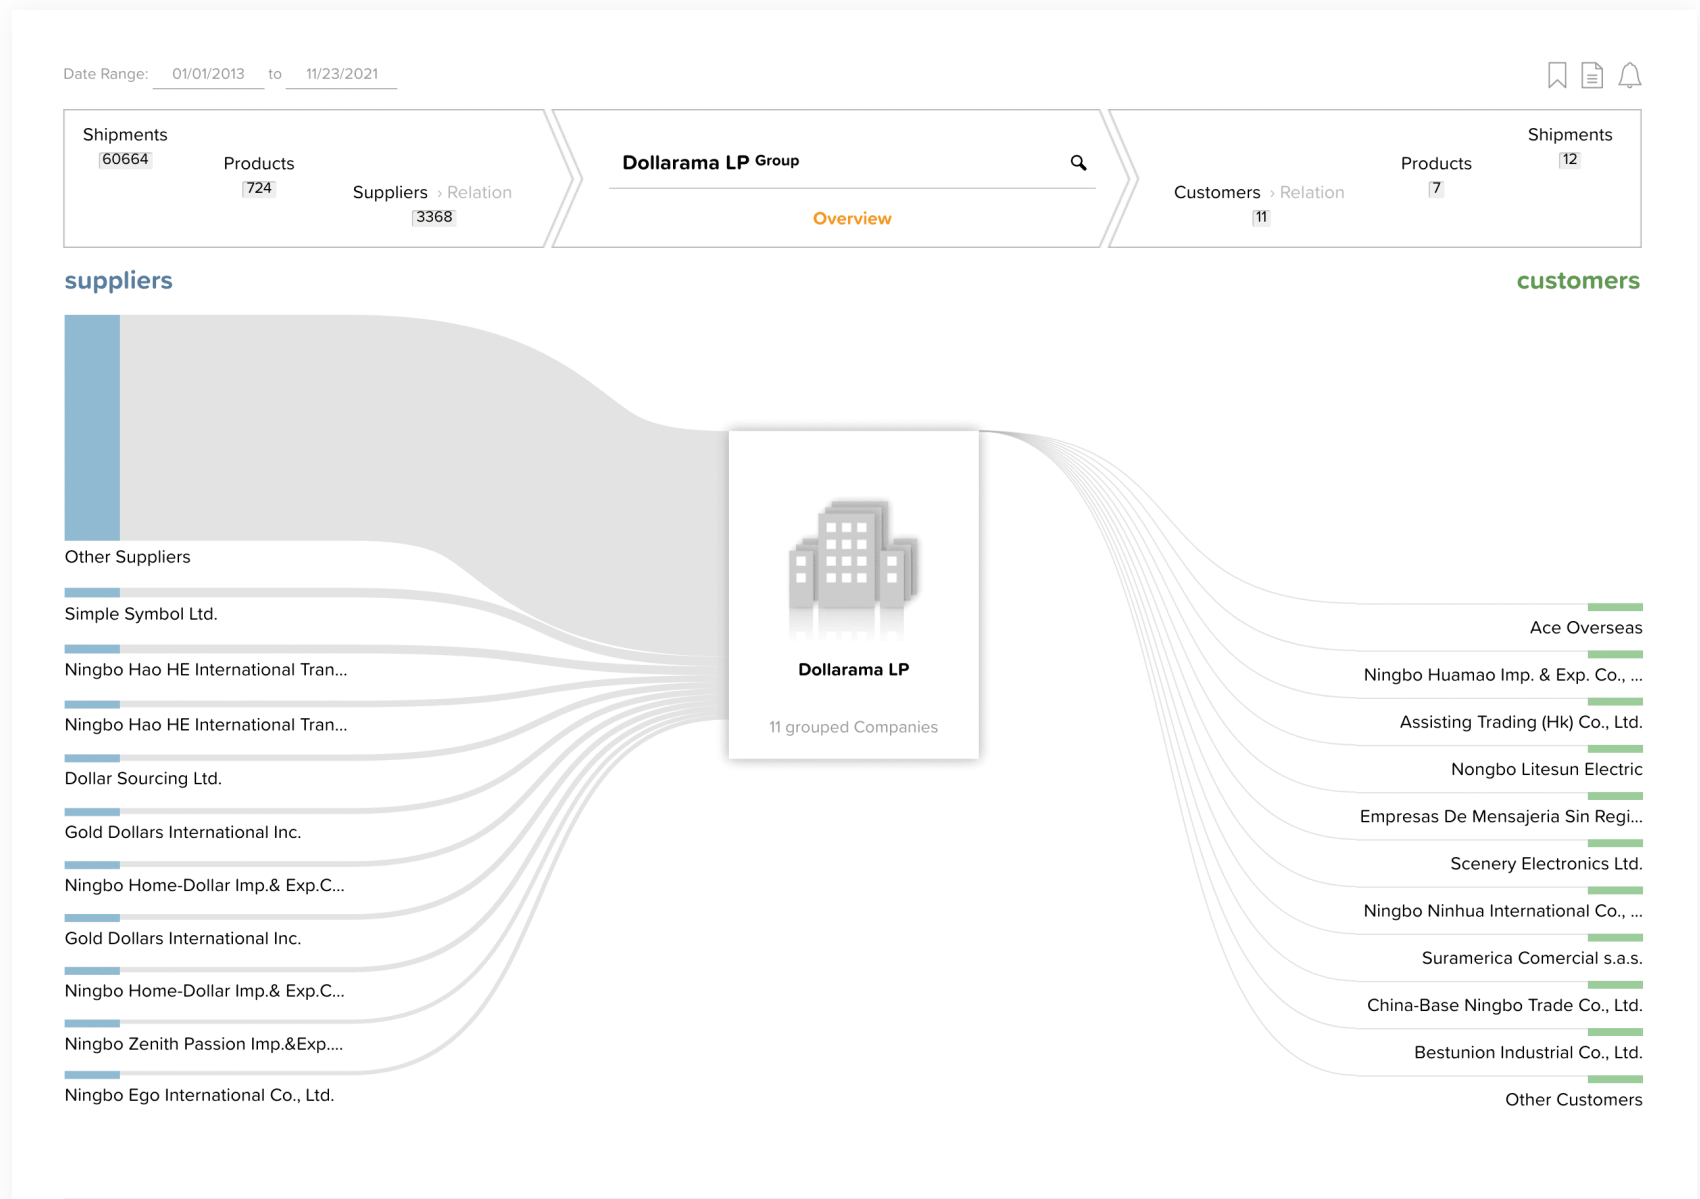 Date Range: 01/01/2013 to 11/23/2021
Shipments
60664
Products
724
Suppliers › Relation
3368
Dollarama LP Group
Overview
Customers › Relation
11
Products
7
Shipments
12
suppliers
customers
Other Suppliers
Simple Symbol Ltd.
Ningbo Hao HE International Tran...
Ningbo Hao HE International Tran...
Dollar Sourcing Ltd.
Gold Dollars International Inc.
Ningbo Home-Dollar Imp.& Exp.C...
Gold Dollars International Inc.
Ningbo Home-Dollar Imp.& Exp.C...
Ningbo Zenith Passion Imp.&Exp....
Ningbo Ego International Co., Ltd.
Dollarama LP
11 grouped Companies
Ace Overseas
Ningbo Huamao Imp. & Exp. Co., ...
Assisting Trading (Hk) Co., Ltd.
Nongbo Litesun Electric
Empresas De Mensajeria Sin Regi...
Scenery Electronics Ltd.
Ningbo Ninhua International Co., ...
Suramerica Comercial s.a.s.
China-Base Ningbo Trade Co., Ltd.
Bestunion Industrial Co., Ltd.
Other Customers